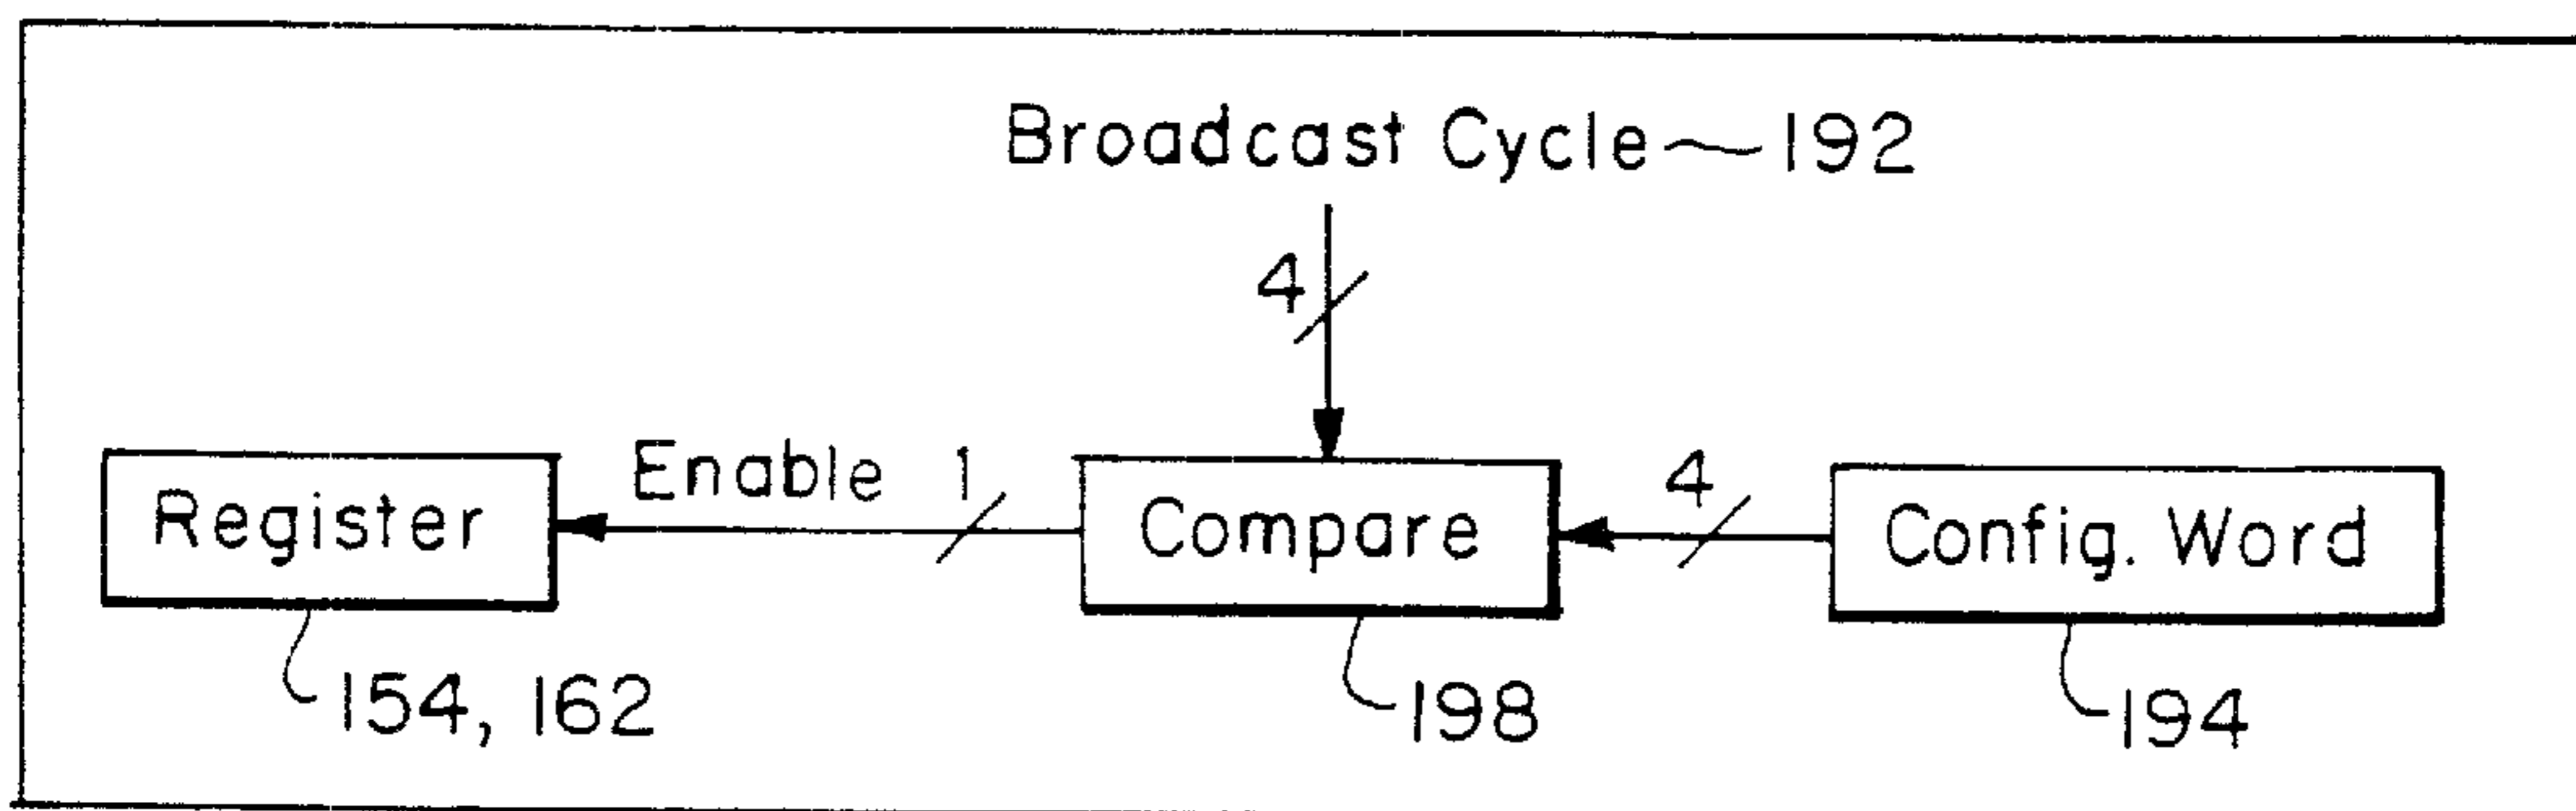 Broadcast Cycle 192
4
Enable 1
4
Register
Compare
Config. Word
154, 162
198
194